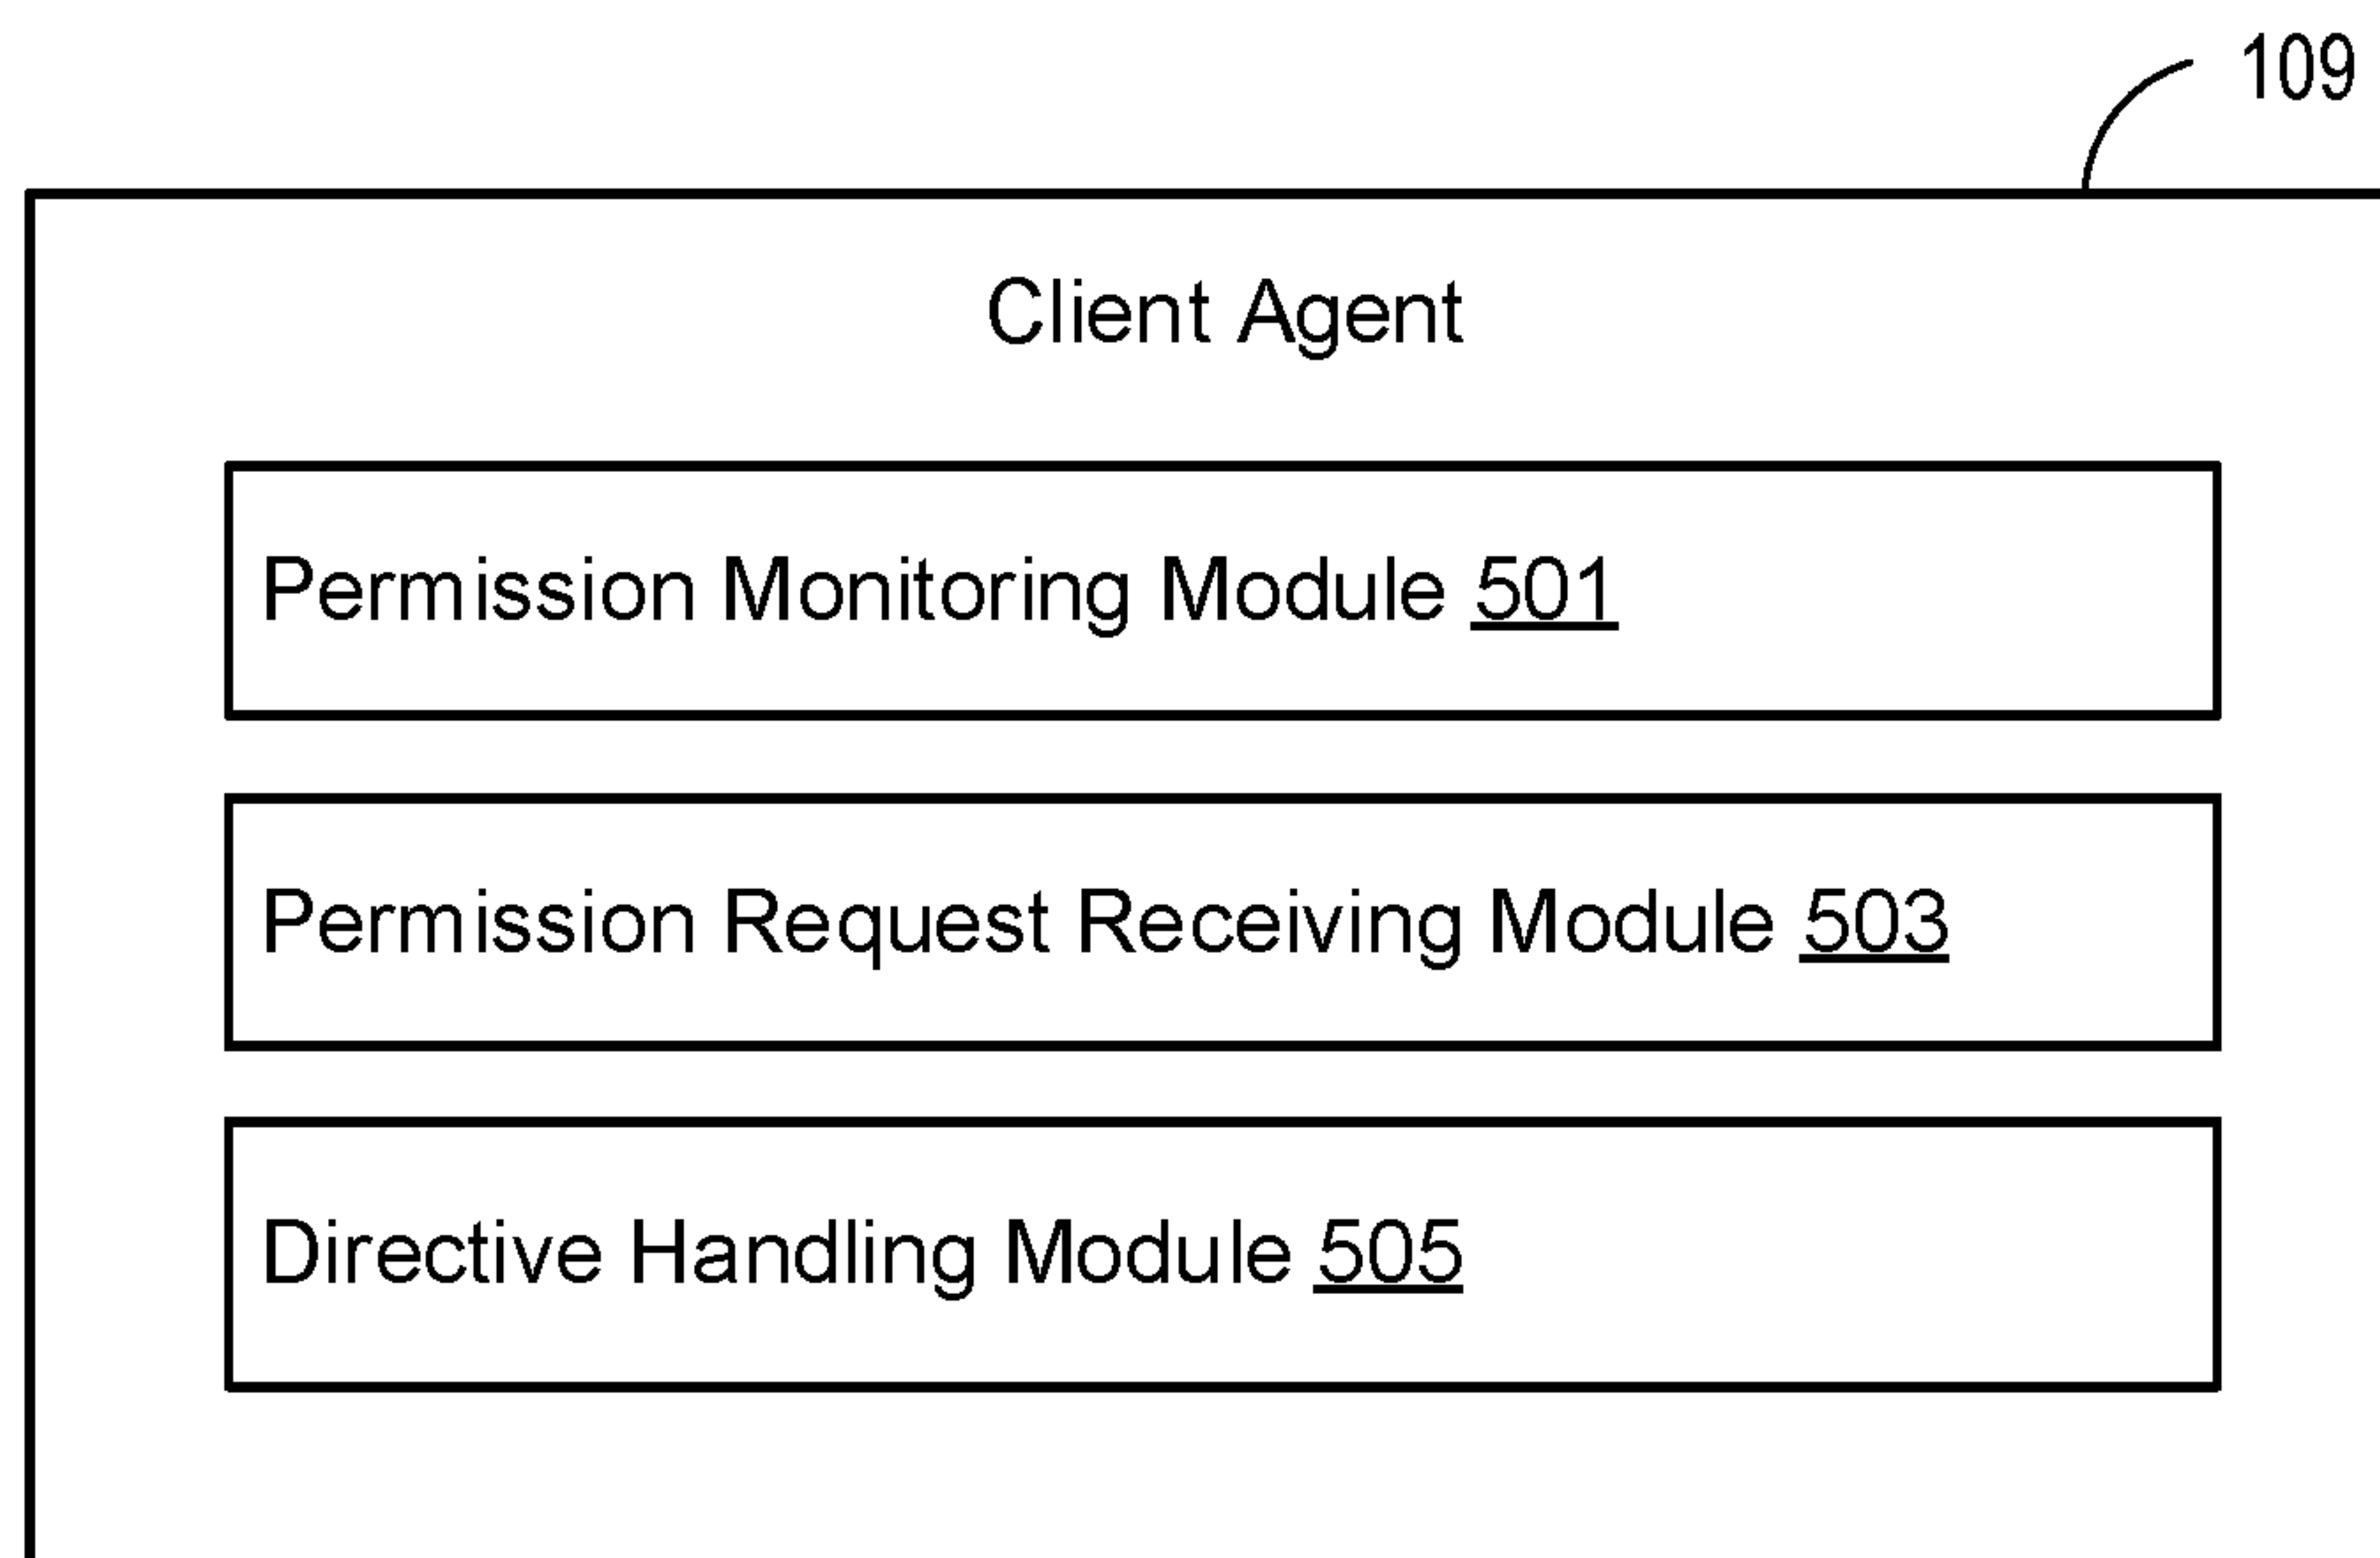 109
Client Agent
Permission Monitoring Module 501
Permission Request Receiving Module 503
Directive Handling Module 505